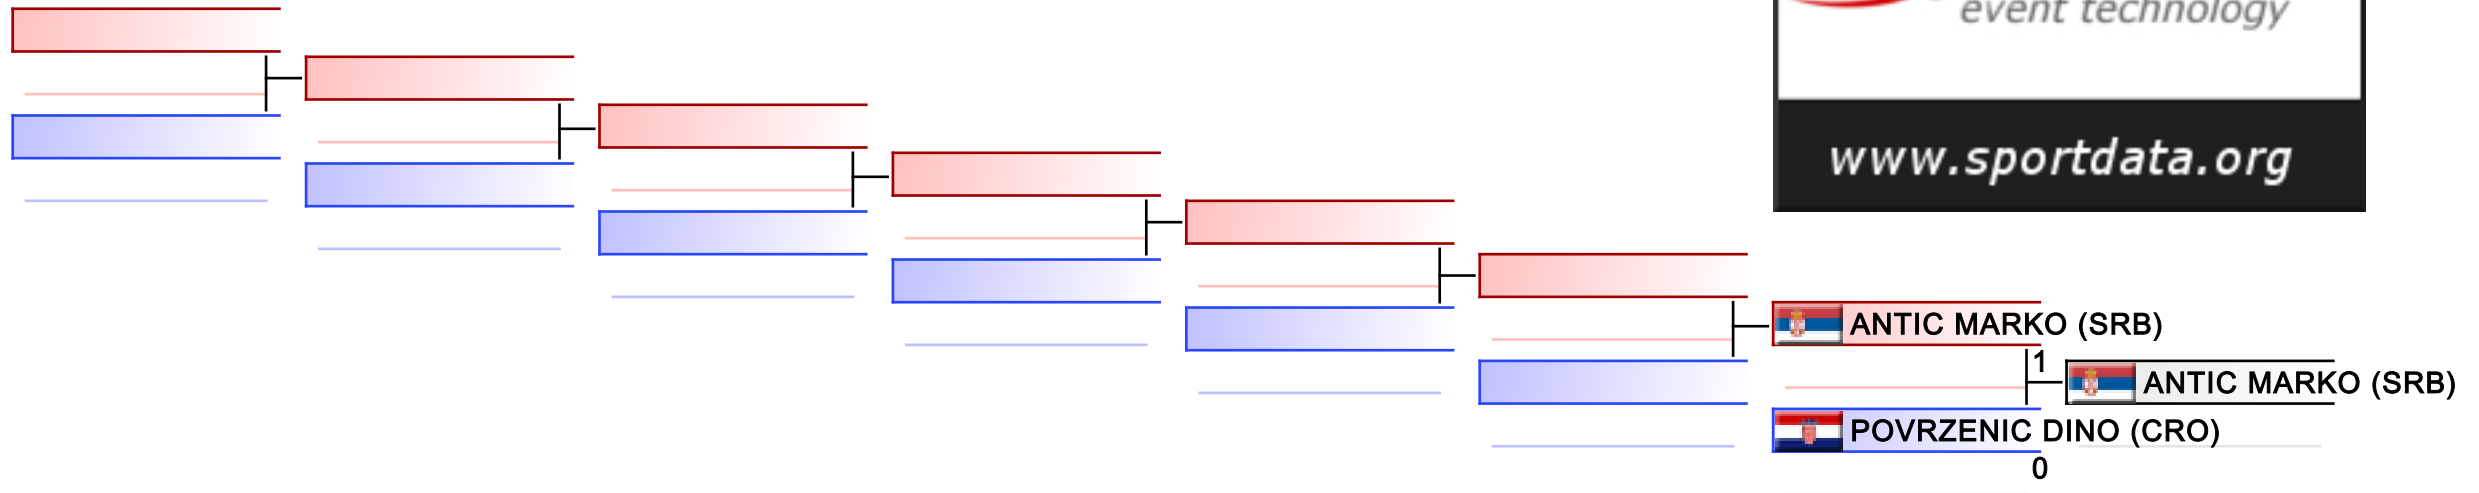 event technology
www.sportdata.org
ANTIC MARKO (SRB)
1
ANTIC MARKO (SRB)
POVRZENIC DINO (CRO)
0